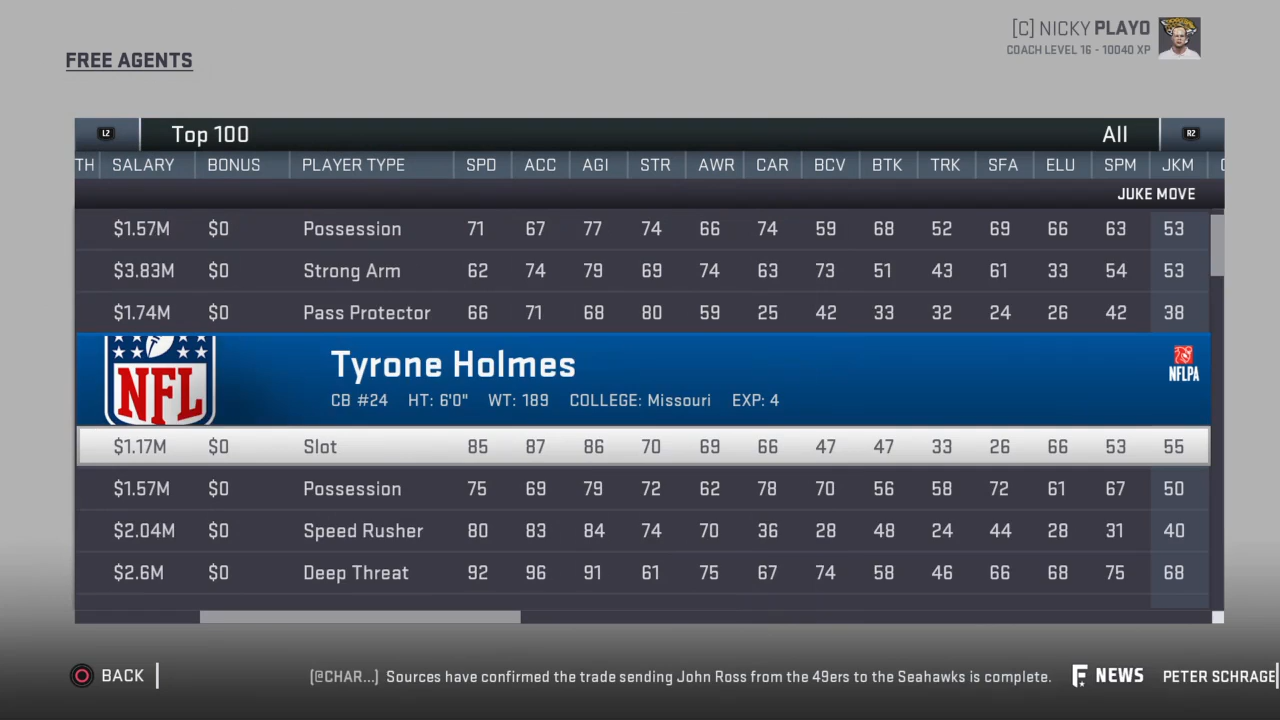 [C] NICKY PLAYO
COACH LEVEL 16 - 10040 XP
FREE AGENTS
L2 Top 100 All R2
TH SALARY BONUS PLAYER TYPE SPD ACC AGI STR AWR CAR BCV BTK TRK SFA ELU SPM JKM
JUKE MOVE
$1.57M $0 Possession 71 67 77 74 66 74 59 68 52 69 66 63 53
$3.83M $0 Strong Arm 62 74 79 69 74 63 73 51 43 61 33 54 53
$1.74M $0 Pass Protector 66 71 68 80 59 25 42 33 32 24 26 42 38
NFL Tyrone Holmes NFLPA
CB #24 HT: 6'0" WT: 189 COLLEGE: Missouri EXP: 4
$1.17M $0 Slot 85 87 86 70 69 66 47 47 33 26 66 53 55
$1.57M $0 Possession 75 69 79 72 62 78 70 56 58 72 61 67 50
$2.04M $0 Speed Rusher 80 83 84 74 70 36 28 48 24 44 28 31 40
$2.6M $0 Deep Threat 92 96 91 61 75 67 74 58 46 66 68 75 68
BACK [@CHAR...] Sources have confirmed the trade sending John Ross from the 49ers to the Seahawks is complete. F NEWS PETER SCHRAGE